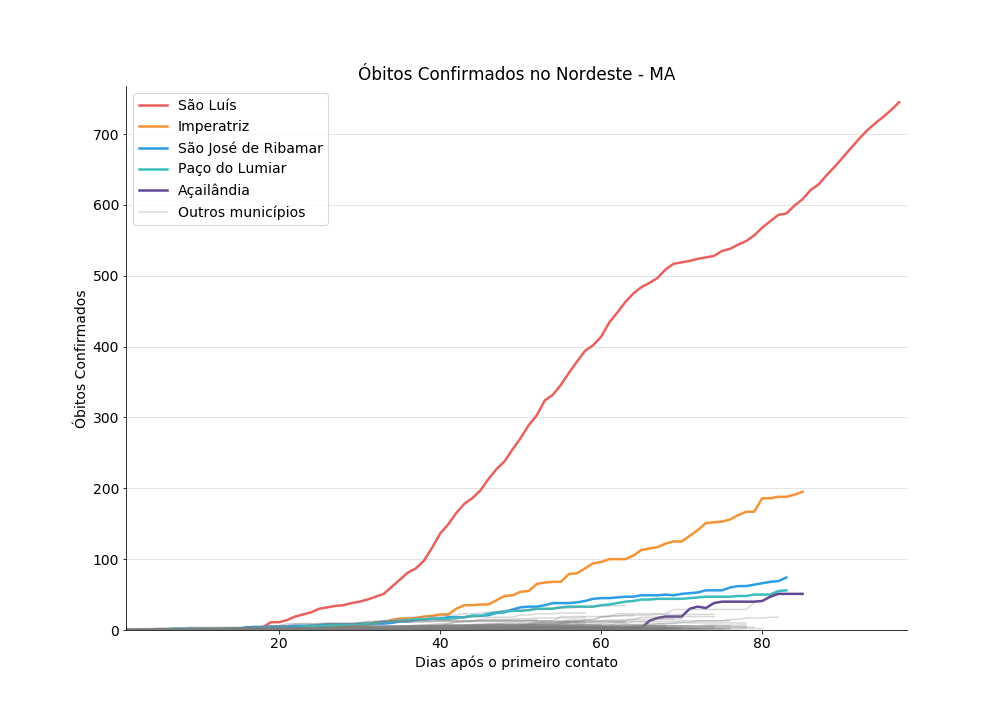 Óbitos Confirmados no Nordeste - MA
São Luís
Imperatriz
São José de Ribamar
Paço do Lumiar
Açailândia
Outros municípios
Óbitos Confirmados
700
600
500
400
300
200
100
0
20
40
60
80
Dias após o primeiro contato